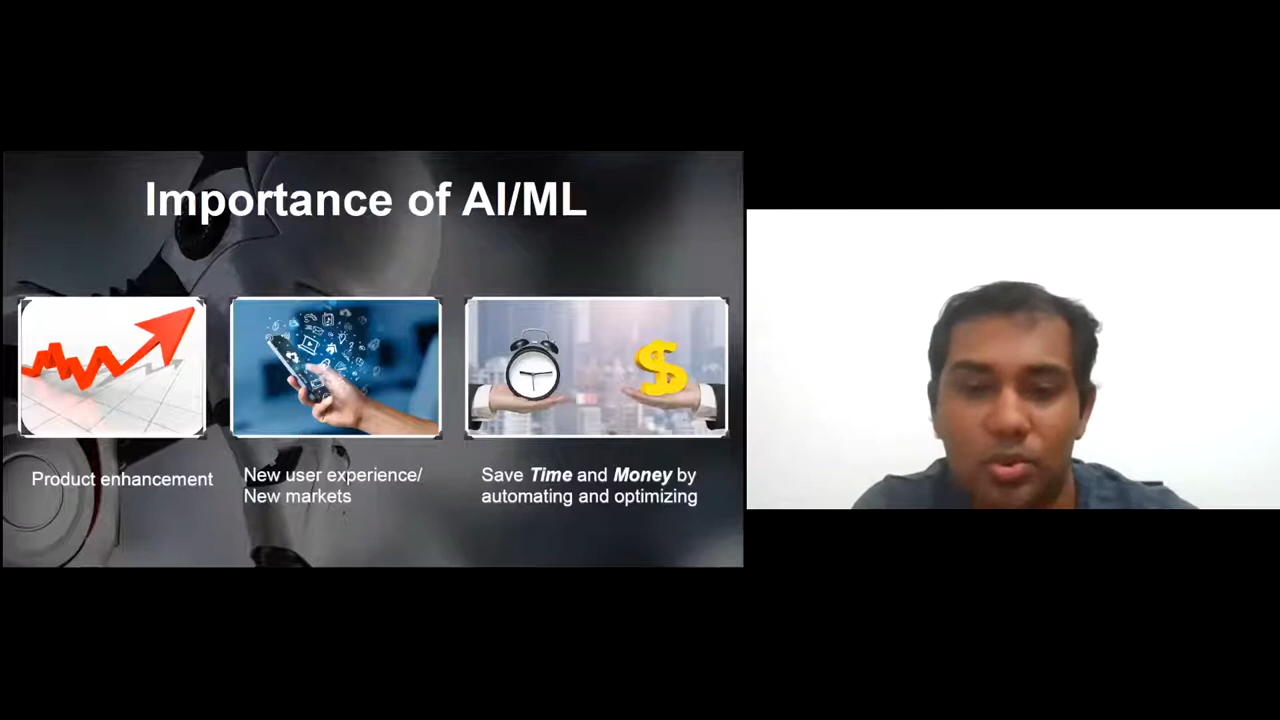 Importance of AI/ML
Product enhancement
New user experience/
New markets
Save Time and Money by
automating and optimizing